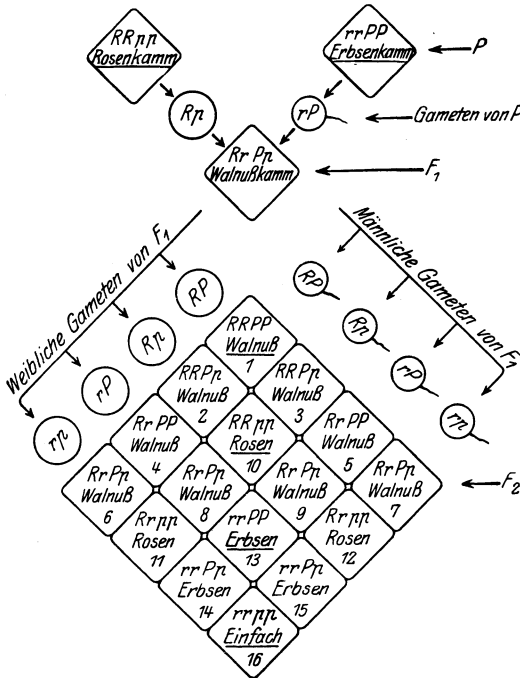 RRpp
Rosenkamm
rrPP
Erbsenkamm
P
Rp
rP
Gameten von P
RrPp
Walnußkamm
F1
Weibliche Gameten von F1
Männliche Gameten von F1
RP
Rp
rP
rp
RP
Rp
rP
rp
RRPP
Walnuß
1
RRPp
Walnuß
2
RRPp
Walnuß
3
RrPP
Walnuß
4
RRpp
Rosen
10
RrPP
Walnuß
5
RrPp
Walnuß
6
RrPp
Walnuß
8
RrPp
Walnuß
9
RrPp
Walnuß
7
F2
Rrpp
Rosen
11
rrPP
Erbsen
13
Rrpp
Rosen
12
rrPp
Erbsen
14
rrPp
Erbsen
15
rrpp
Einfach
16